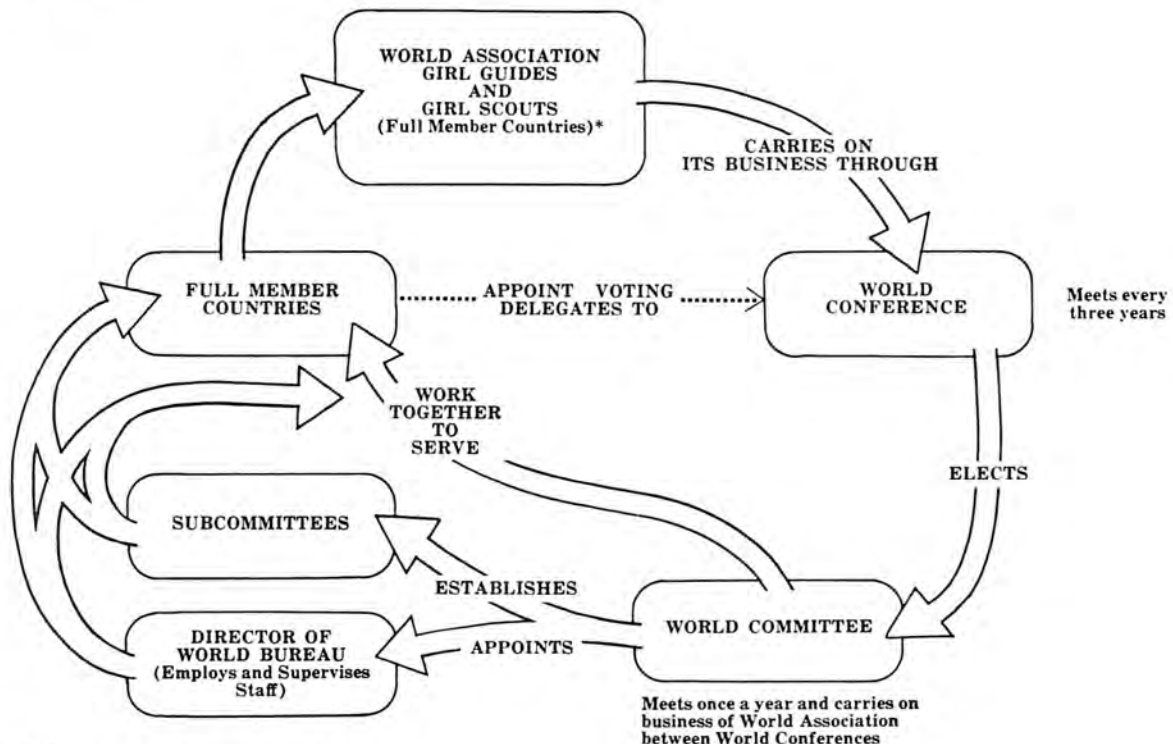 WORLD ASSOCIATION
GIRL GUIDES
AND
GIRL SCOUTS
(Full Member Countries)*
CARRIES ON
ITS BUSINESS THROUGH
FULL MEMBER
COUNTRIES
APPOINT VOTING
DELEGATES TO
WORLD
CONFERENCE
Meets every
three years
WORK
TOGETHER
TO
SERVE
ELECTS
SUBCOMMITTEES
ESTABLISHES
DIRECTOR OF
WORLD BUREAU
(Employs and Supervises
Staff)
APPOINTS
WORLD COMMITTEE
Meets once a year and carries on
business of World Association
between World Conferences